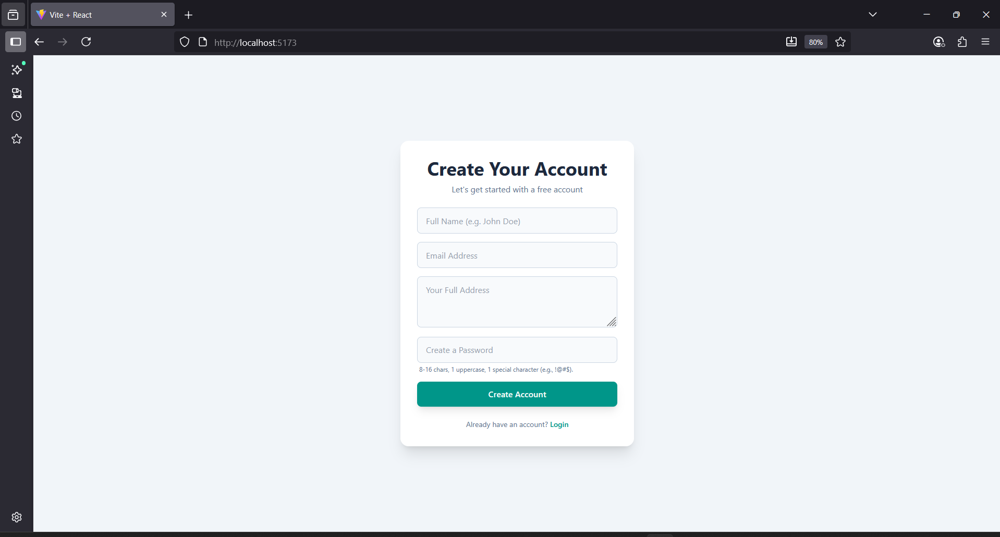 Vite + React
http://localhost:5173
80%
Create Your Account
Let's get started with a free account
Full Name (e.g. John Doe)
Email Address
Your Full Address
Create a Password
8-16 chars, 1 uppercase, 1 special character (e.g., !@#$).
Create Account
Already have an account? Login